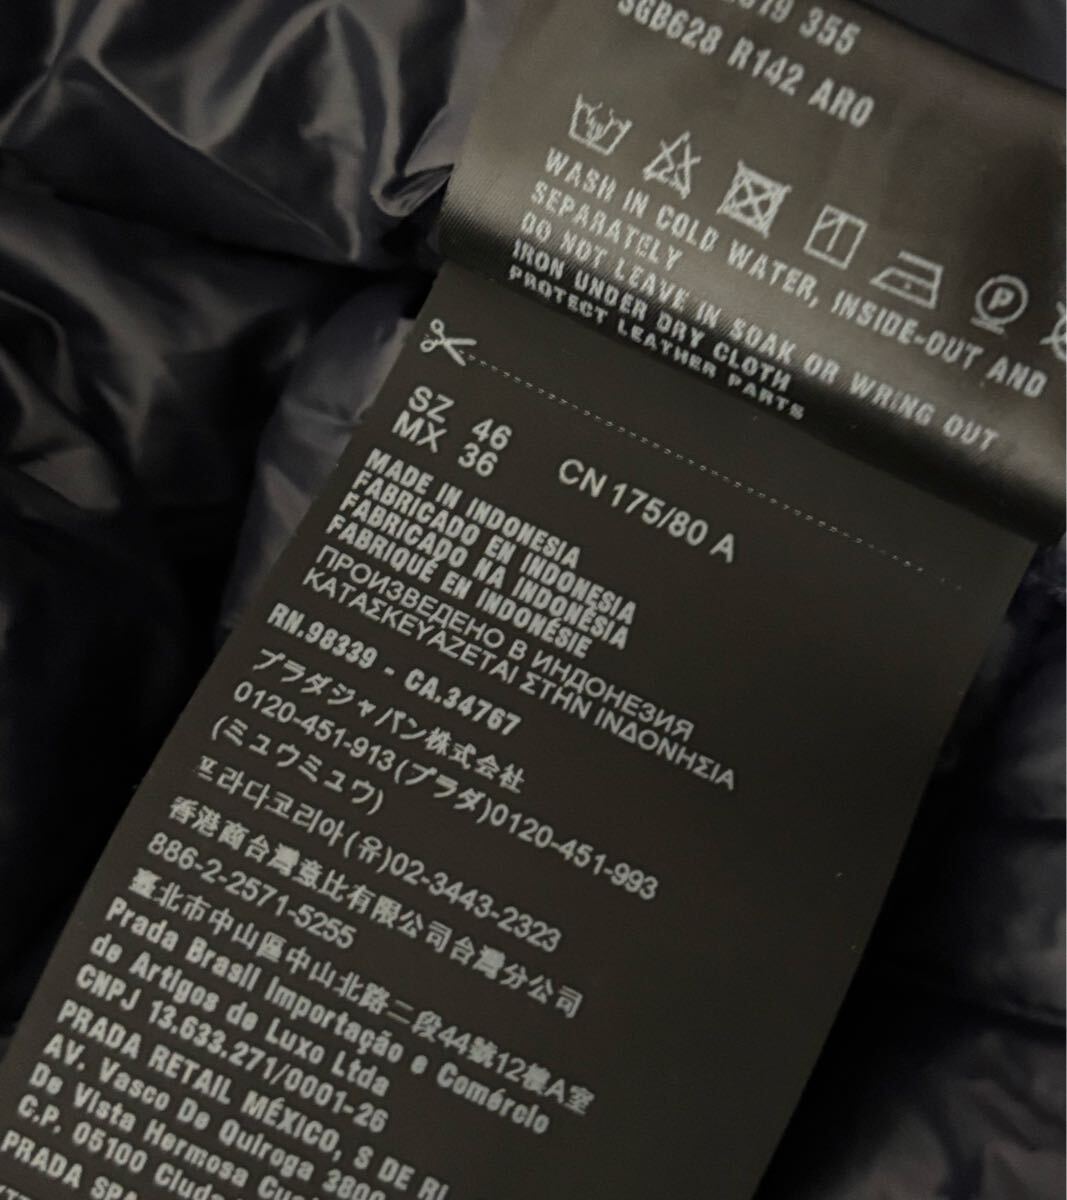 355
SGB628 R142 ARO
P
WASH IN COLD WATER, INSIDE-OUT AND
SEPARATELY
DO NOT LEAVE IN SOAK OR WRING OUT
IRON UNDER DRY CLOTH
PROTECT LEATHER PARTS
SZ 46 CN 175/80 A
MX 36
MADE IN INDONESIA
FABRICADO EN INDONESIA
FABRICADO NA INDONÉSIA
FABRIQUÉ EN INDONÉSIE
ПРОИЗВЕДЕНО В ИНДОНЕЗИЯ
ΚΑΤΑΣΚΕΥΑΖΕΤΑΙ ΣΤΗΝ ΙΝΔΟΝΗΣΙΑ
RN.98339 - CA.34767
プラダジャパン株式会社
0120-451-913(プラダ)0120-451-993
(ミュウミュウ)
프라다코리아(유)02-3443-2323
香港商台灣意比有限公司台灣分公司
886-2-2571-5255
臺北市中山區中山北路二段44號12樓A室
Prada Brasil Importação e Comércio
de Artigos de Luxo Ltda
CNPJ 13.633.271/0001-26
PRADA RETAIL MÉXICO, S DE RL
AV. Vasco De Quiroga 3800
De Vista Hermosa
C.P. 05100
PRADA